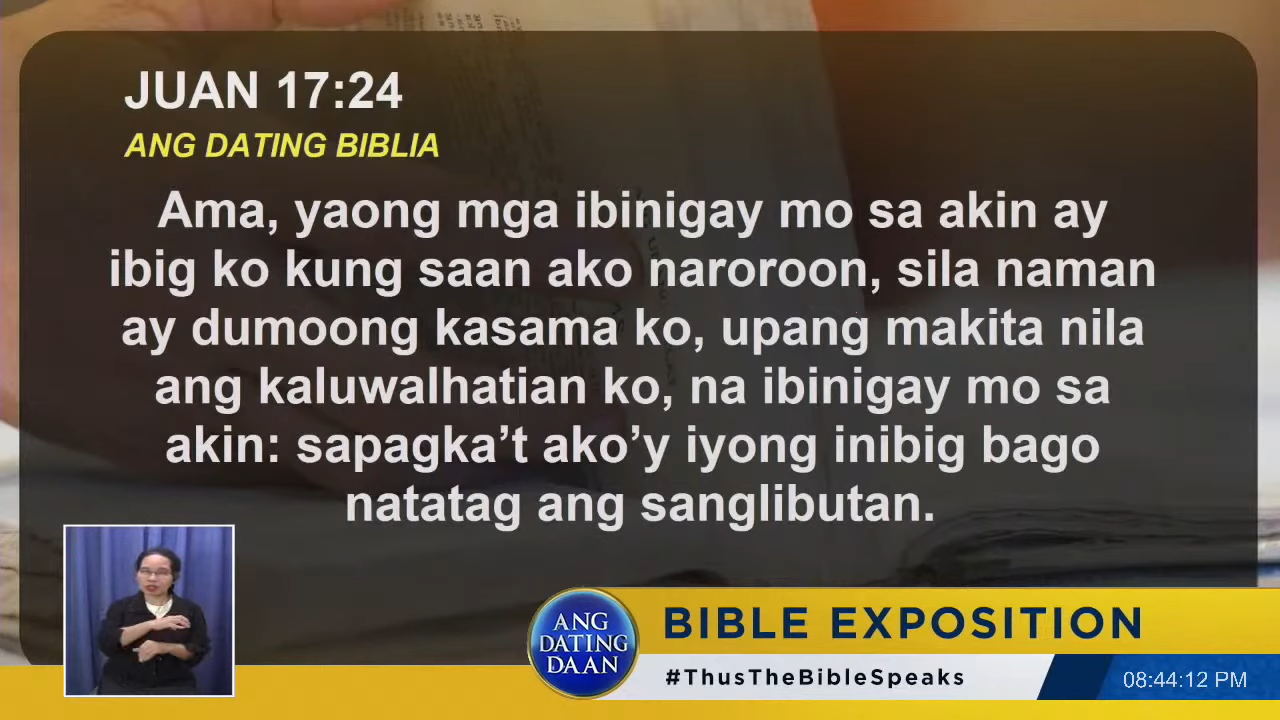 JUAN 17:24
ANG DATING BIBLIA
Ama, yaong mga ibinigay mo sa akin ay
ibig ko kung saan ako naroroon, sila naman
ay dumoong kasama ko, upang makita nila
ang kaluwalhatian ko, na ibinigay mo sa
akin: sapagka’t ako’y iyong inibig bago
natatag ang sanglibutan.
ANG
DATING
DAAN
BIBLE EXPOSITION
#ThusTheBibleSpeaks
08:44:12 PM